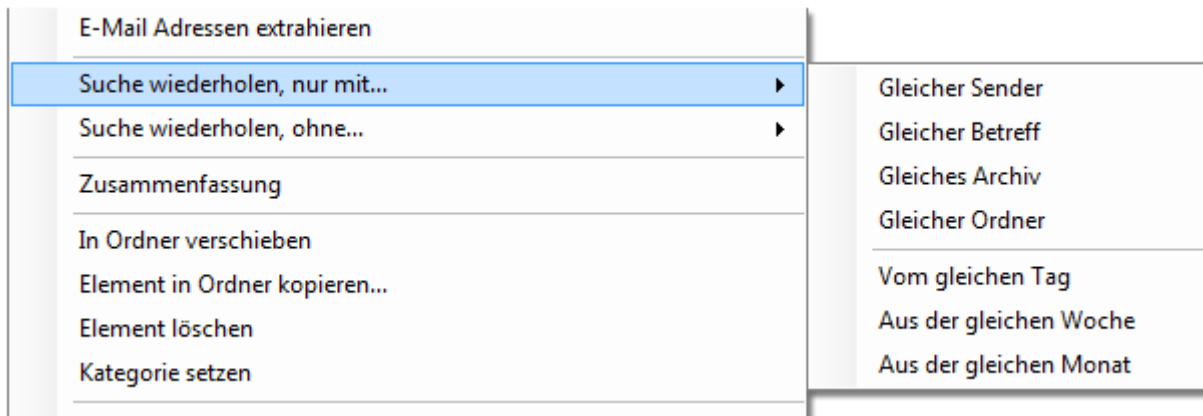 E-Mail Adressen extrahieren
Suche wiederholen, nur mit...
Suche wiederholen, ohne...
Zusammenfassung
In Ordner verschieben
Element in Ordner kopieren...
Element löschen
Kategorie setzen
Gleicher Sender
Gleicher Betreff
Gleiches Archiv
Gleicher Ordner
Vom gleichen Tag
Aus der gleichen Woche
Aus der gleichen Monat